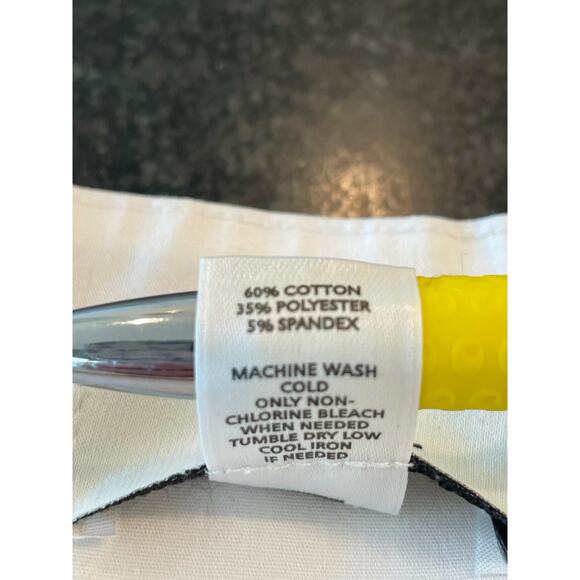 60% COTTON
35% POLYESTER
5% SPANDEX
MACHINE WASH
COLD
ONLY NON-
CHLORINE BLEACH
WHEN NEEDED
TUMBLE DRY LOW
COOL IRON
IF NEEDED